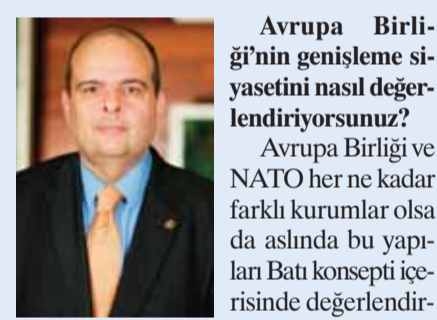 Avrupa Birli-
ği’nin genişleme si-
yasetini nasıl değer-
lendiriyorsunuz?
Avrupa Birliği ve
NATO her ne kadar
farklı kurumlar olsa
da aslında bu yapı-
ları Batı konsepti içe-
risinde değerlendir-